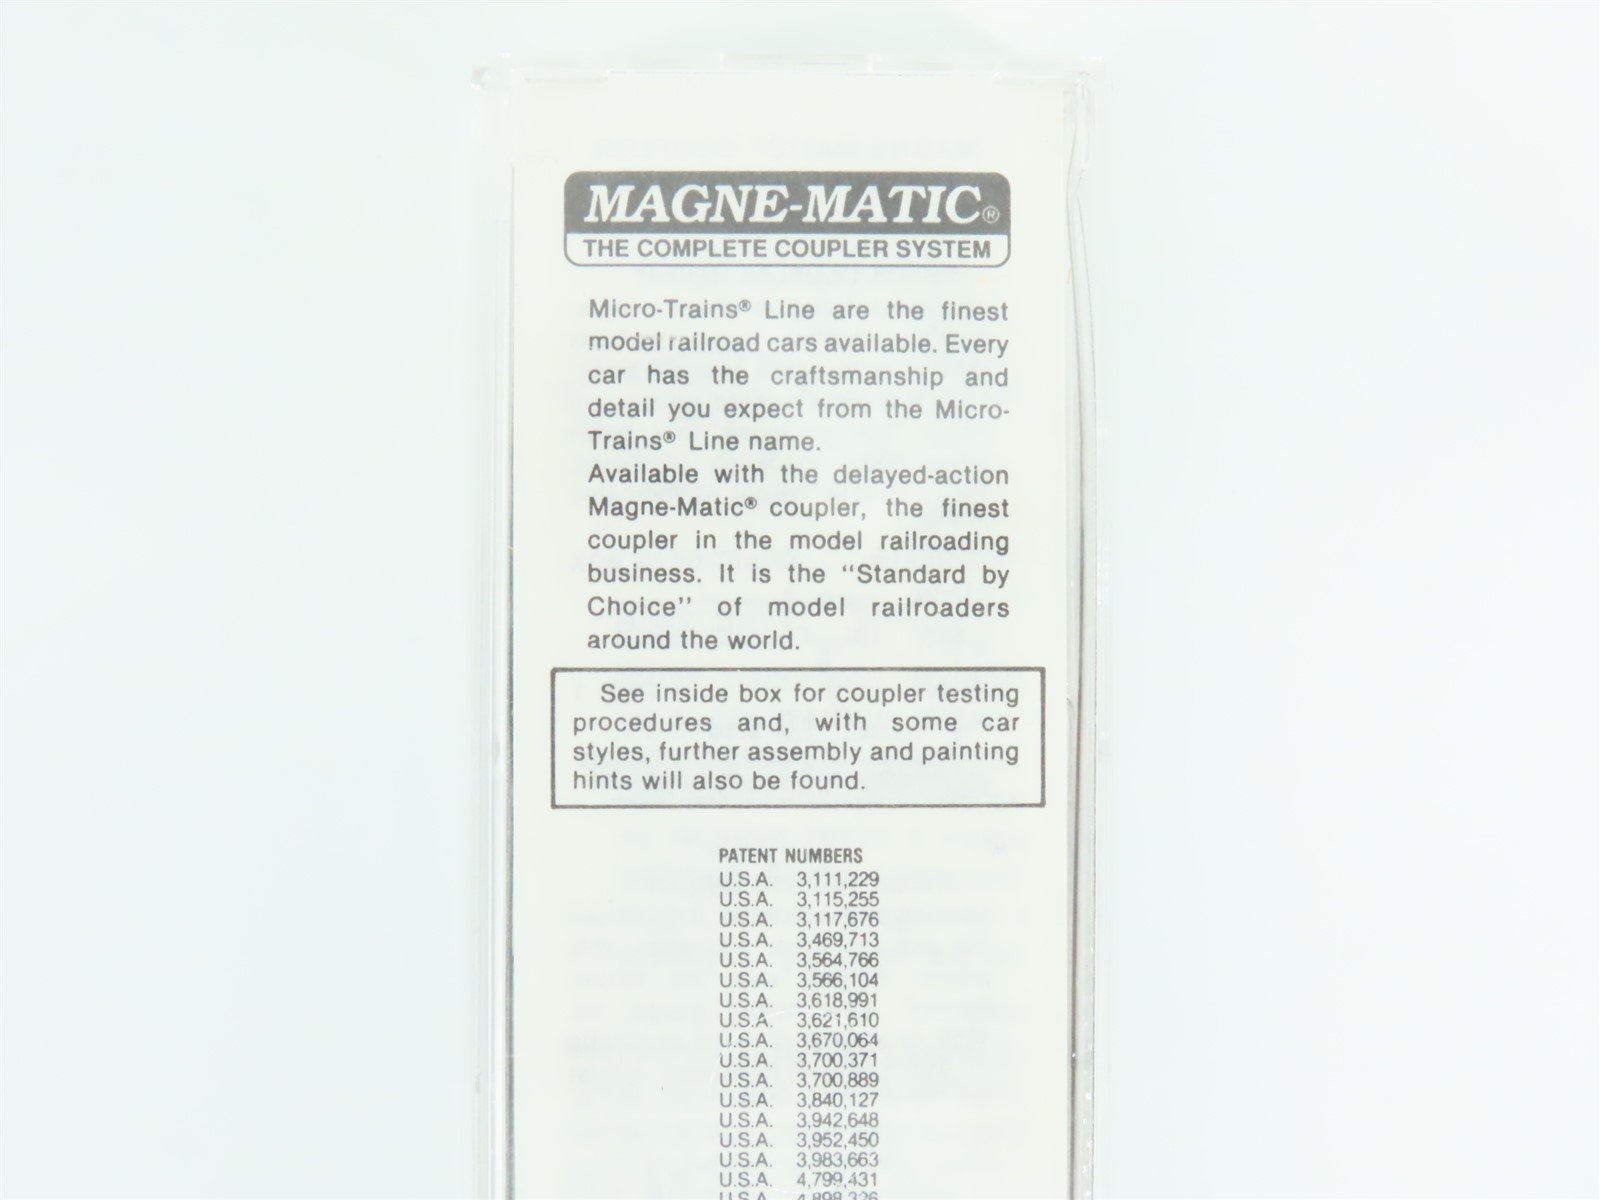 MAGNE-MATIC®
THE COMPLETE COUPLER SYSTEM
Micro-Trains® Line are the finest
model railroad cars available. Every
car has the craftsmanship and
detail you expect from the Micro-
Trains® Line name.
Available with the delayed-action
Magne-Matic® coupler, the finest
coupler in the model railroading
business. It is the “Standard by
Choice” of model railroaders
around the world.
See inside box for coupler testing
procedures and, with some car
styles, further assembly and painting
hints will also be found.
PATENT NUMBERS
U.S.A. 3,111,229
U.S.A. 3,115,255
U.S.A. 3,117,676
U.S.A. 3,469,713
U.S.A. 3,564,766
U.S.A. 3,566,104
U.S.A. 3,618,991
U.S.A. 3,621,610
U.S.A. 3,670,064
U.S.A. 3,700,371
U.S.A. 3,700,889
U.S.A. 3,840,127
U.S.A. 3,942,648
U.S.A. 3,952,450
U.S.A. 3,983,663
U.S.A. 4,799,431
U.S.A. 4,898,326